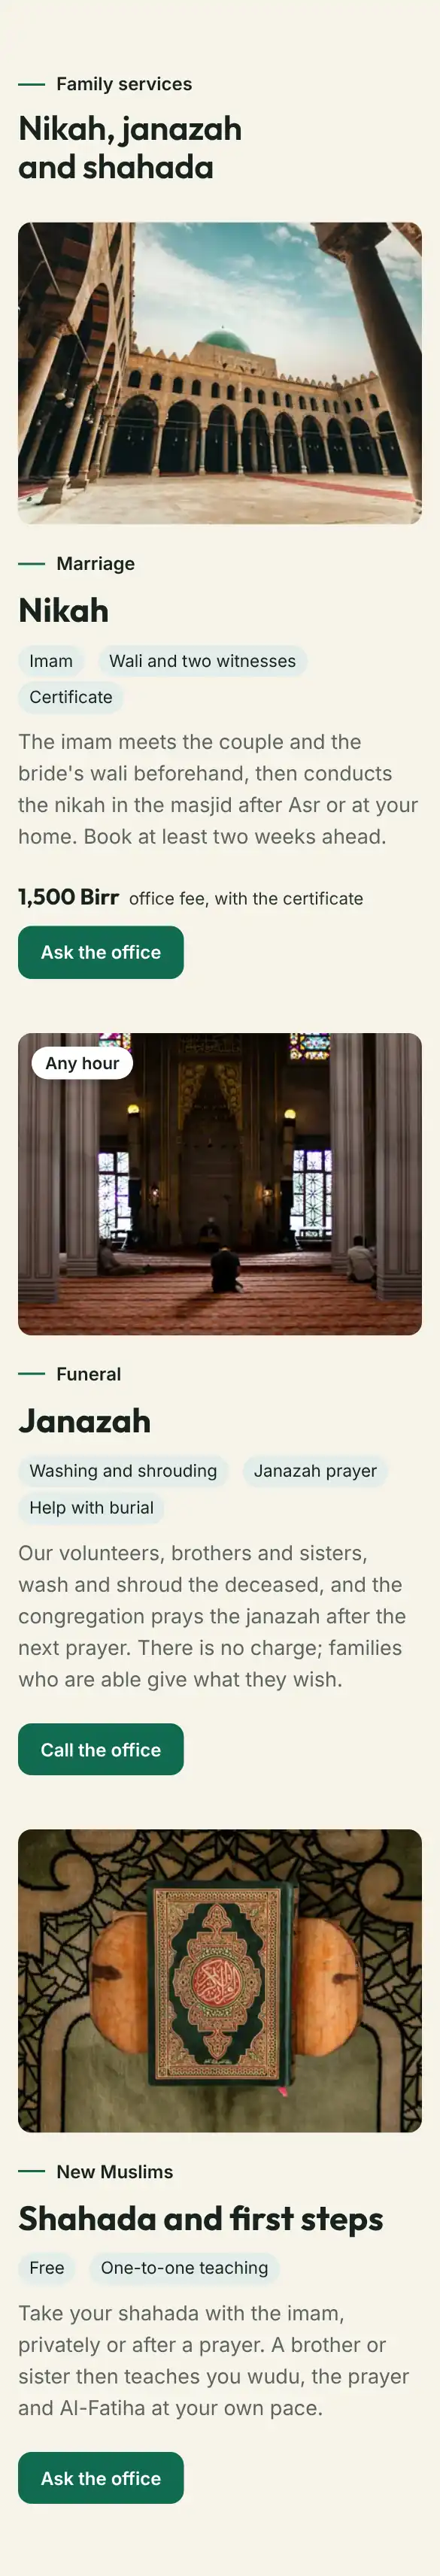 Family services
Nikah, janazah
and shahada
Marriage
Nikah
Imam
Wali and two witnesses
Certificate
The imam meets the couple and the
bride's wali beforehand, then conducts
the nikah in the masjid after Asr or at your
home. Book at least two weeks ahead.
1,500 Birr office fee, with the certificate
Ask the office
Any hour
Funeral
Janazah
Washing and shrouding
Janazah prayer
Help with burial
Our volunteers, brothers and sisters,
wash and shroud the deceased, and the
congregation prays the janazah after the
next prayer. There is no charge; families
who are able give what they wish.
Call the office
New Muslims
Shahada and first steps
Free
One-to-one teaching
Take your shahada with the imam,
privately or after a prayer. A brother or
sister then teaches you wudu, the prayer
and Al-Fatiha at your own pace.
Ask the office